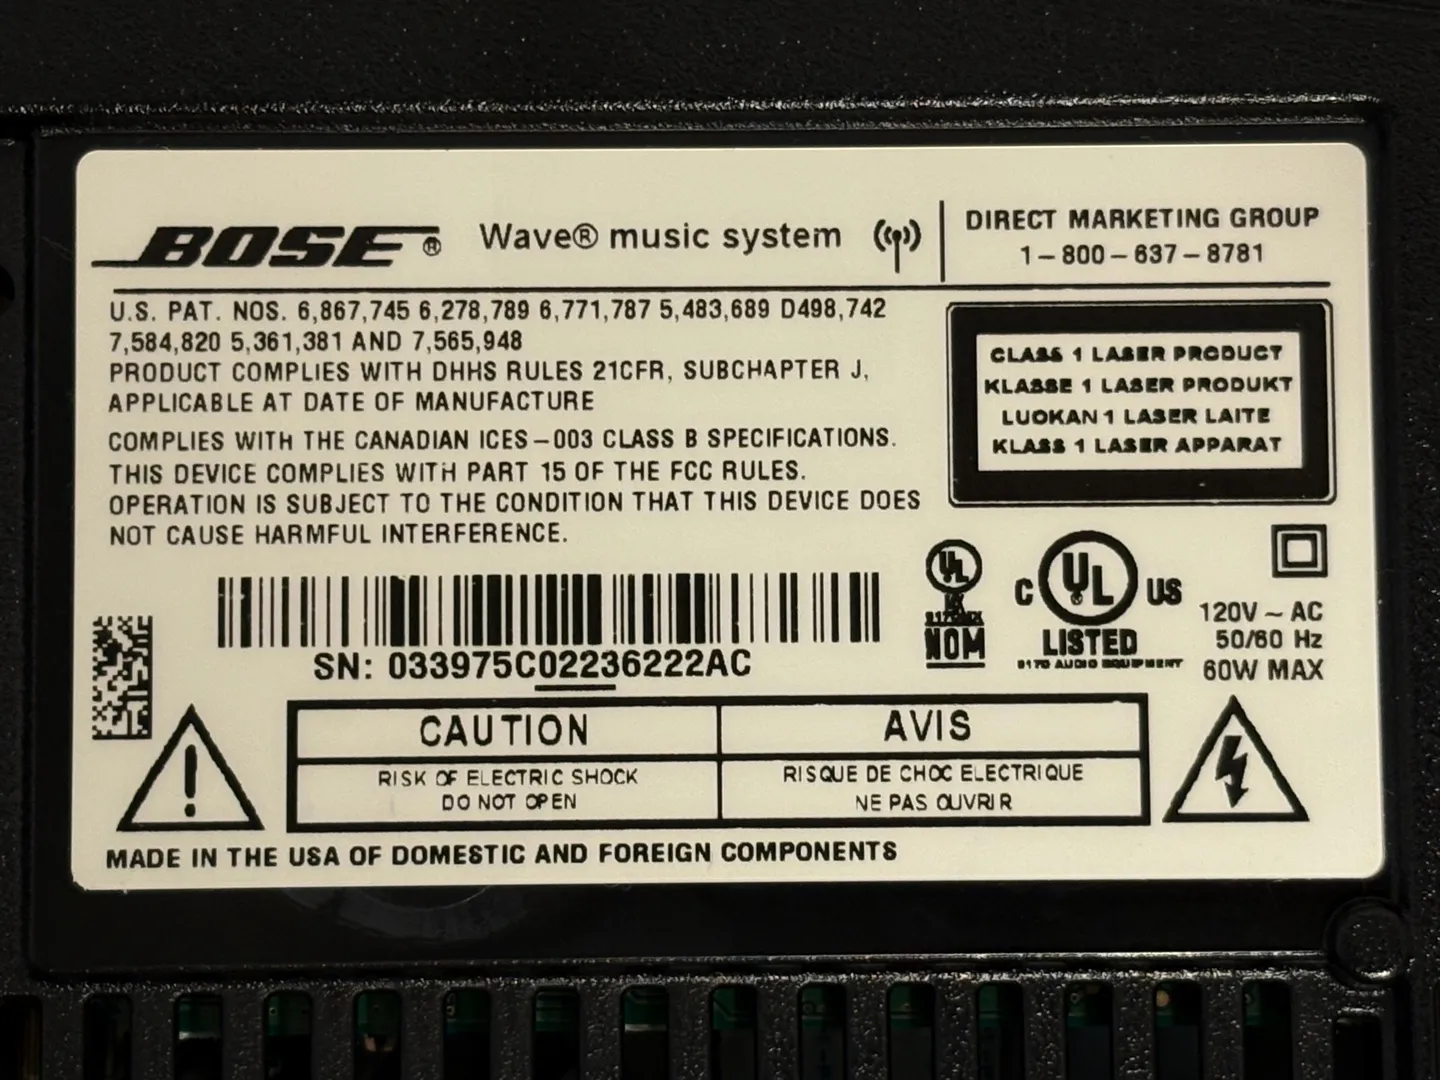 BOSE® Wave® music system
DIRECT MARKETING GROUP
1-800-637-8781
U.S. PAT. NOS. 6,867,745 6,278,789 6,771,787 5,483,689 D498,742
7,584,820 5,361,381 AND 7,565,948
PRODUCT COMPLIES WITH DHHS RULES 21CFR, SUBCHAPTER J,
APPLICABLE AT DATE OF MANUFACTURE
COMPLIES WITH THE CANADIAN ICES-003 CLASS B SPECIFICATIONS.
THIS DEVICE COMPLIES WITH PART 15 OF THE FCC RULES.
OPERATION IS SUBJECT TO THE CONDITION THAT THIS DEVICE DOES
NOT CAUSE HARMFUL INTERFERENCE.
CLASS 1 LASER PRODUCT
KLASSE 1 LASER PRODUKT
LUOKAN 1 LASER LAITE
KLASS 1 LASER APPARAT
SN: 033975C02236222AC
UL
NOM
C UL® US
LISTED
9170 AUDIO EQUIPMENT
120V ~ AC
50/60 Hz
60W MAX
CAUTION
RISK OF ELECTRIC SHOCK
DO NOT OPEN
AVIS
RISQUE DE CHOC ELECTRIQUE
NE PAS OUVRIR
MADE IN THE USA OF DOMESTIC AND FOREIGN COMPONENTS